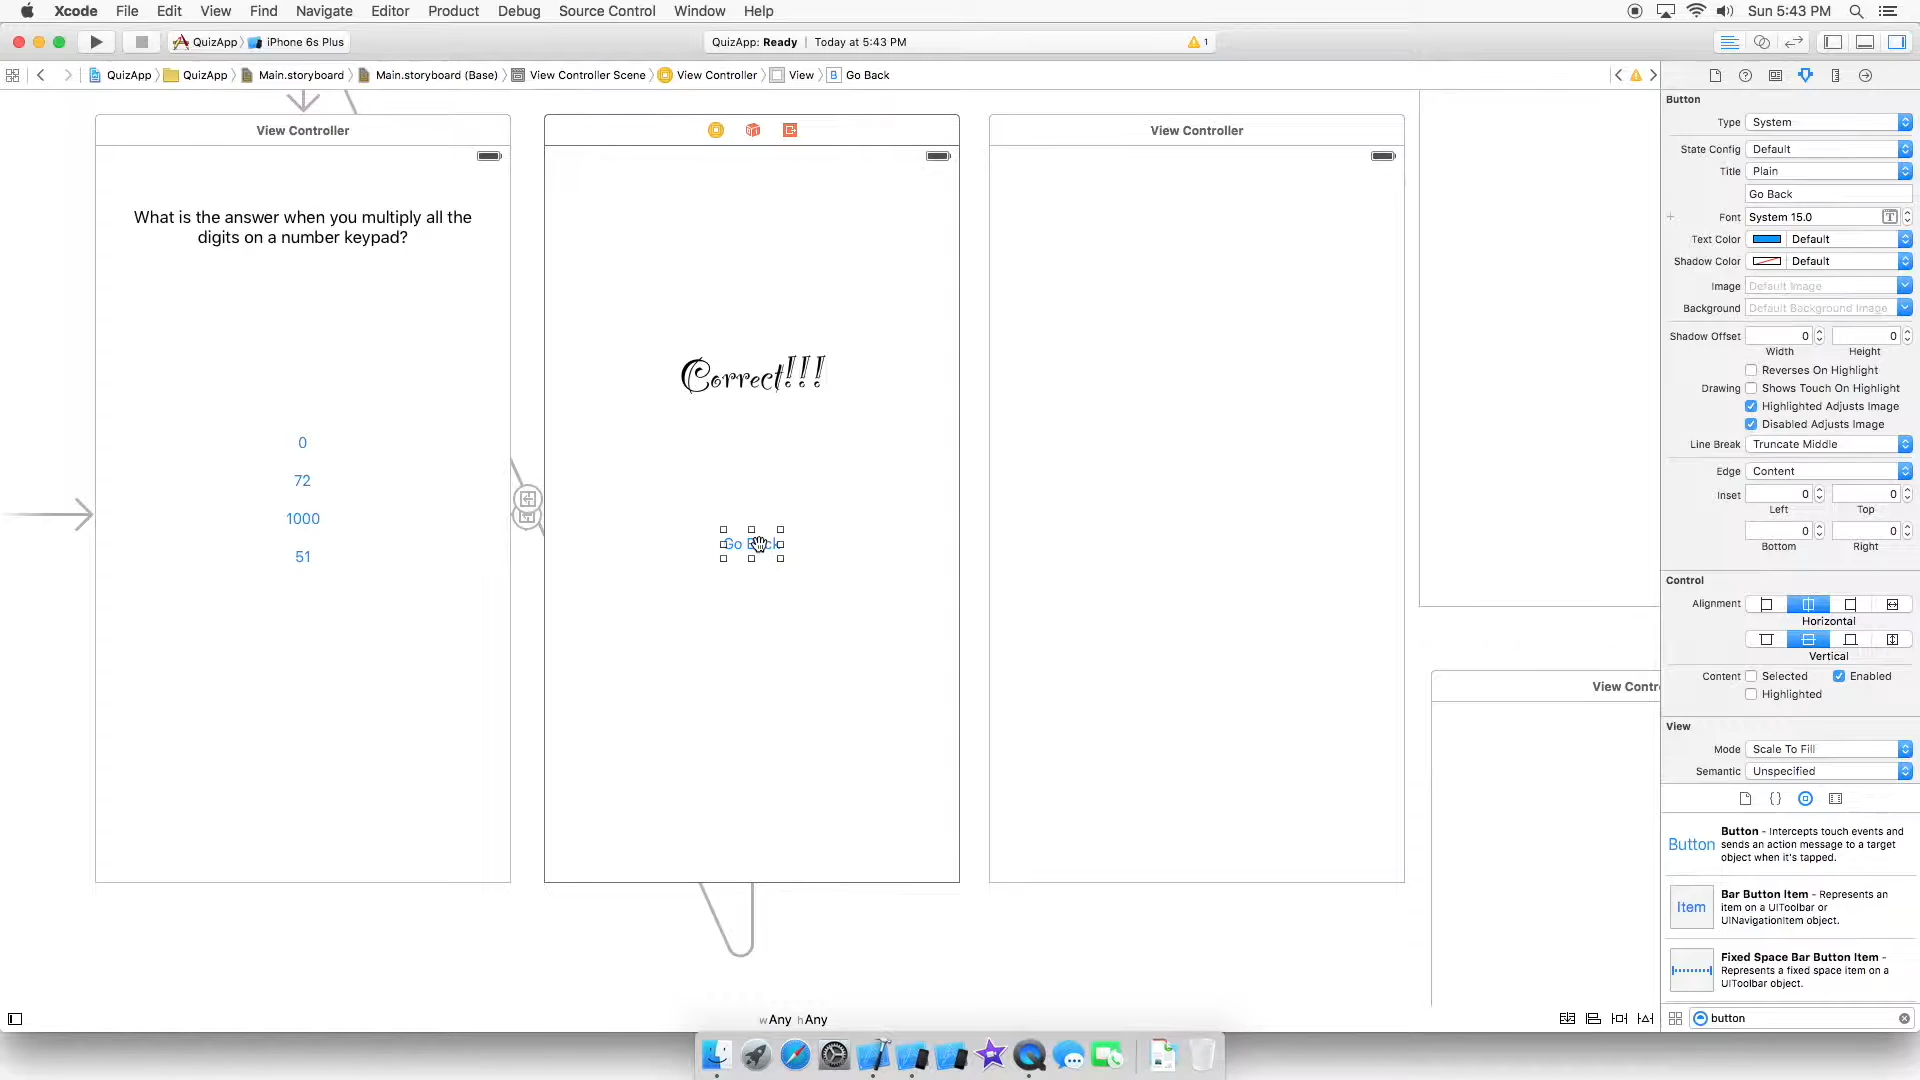 Xcode File Edit View Find Navigate Editor Product Debug Source Control Window Help
Sun 5:43 PM
QuizApp iPhone 6s Plus
QuizApp: Ready Today at 5:43 PM
1
QuizApp QuizApp Main.storyboard Main.storyboard (Base) View Controller Scene View Controller View B Go Back
View Controller
What is the answer when you multiply all the
digits on a number keypad?
0
72
1000
51
Correct!!!
View Controller
View Contr
wAny hAny
Button
Type System
State Config Default
Title Plain
Go Back
Font System 15.0 T
Text Color Default
Shadow Color Default
Image Default Image
Background Default Background Image
Shadow Offset 0 0
Width Height
Reverses On Highlight
Drawing Shows Touch On Highlight
Highlighted Adjusts Image
Disabled Adjusts Image
Line Break Truncate Middle
Edge Content
Inset 0 0
Left Top
0 0
Bottom Right
Control
Alignment
Horizontal
Vertical
Content Selected Enabled
Highlighted
View
Mode Scale To Fill
Semantic Unspecified
Button
Button - Intercepts touch events and
sends an action message to a target
object when it's tapped.
Item
Bar Button Item - Represents an
item on a UIToolbar or
UINavigationItem object.
Fixed Space Bar Button Item -
Represents a fixed space item on a
UIToolbar object.
button